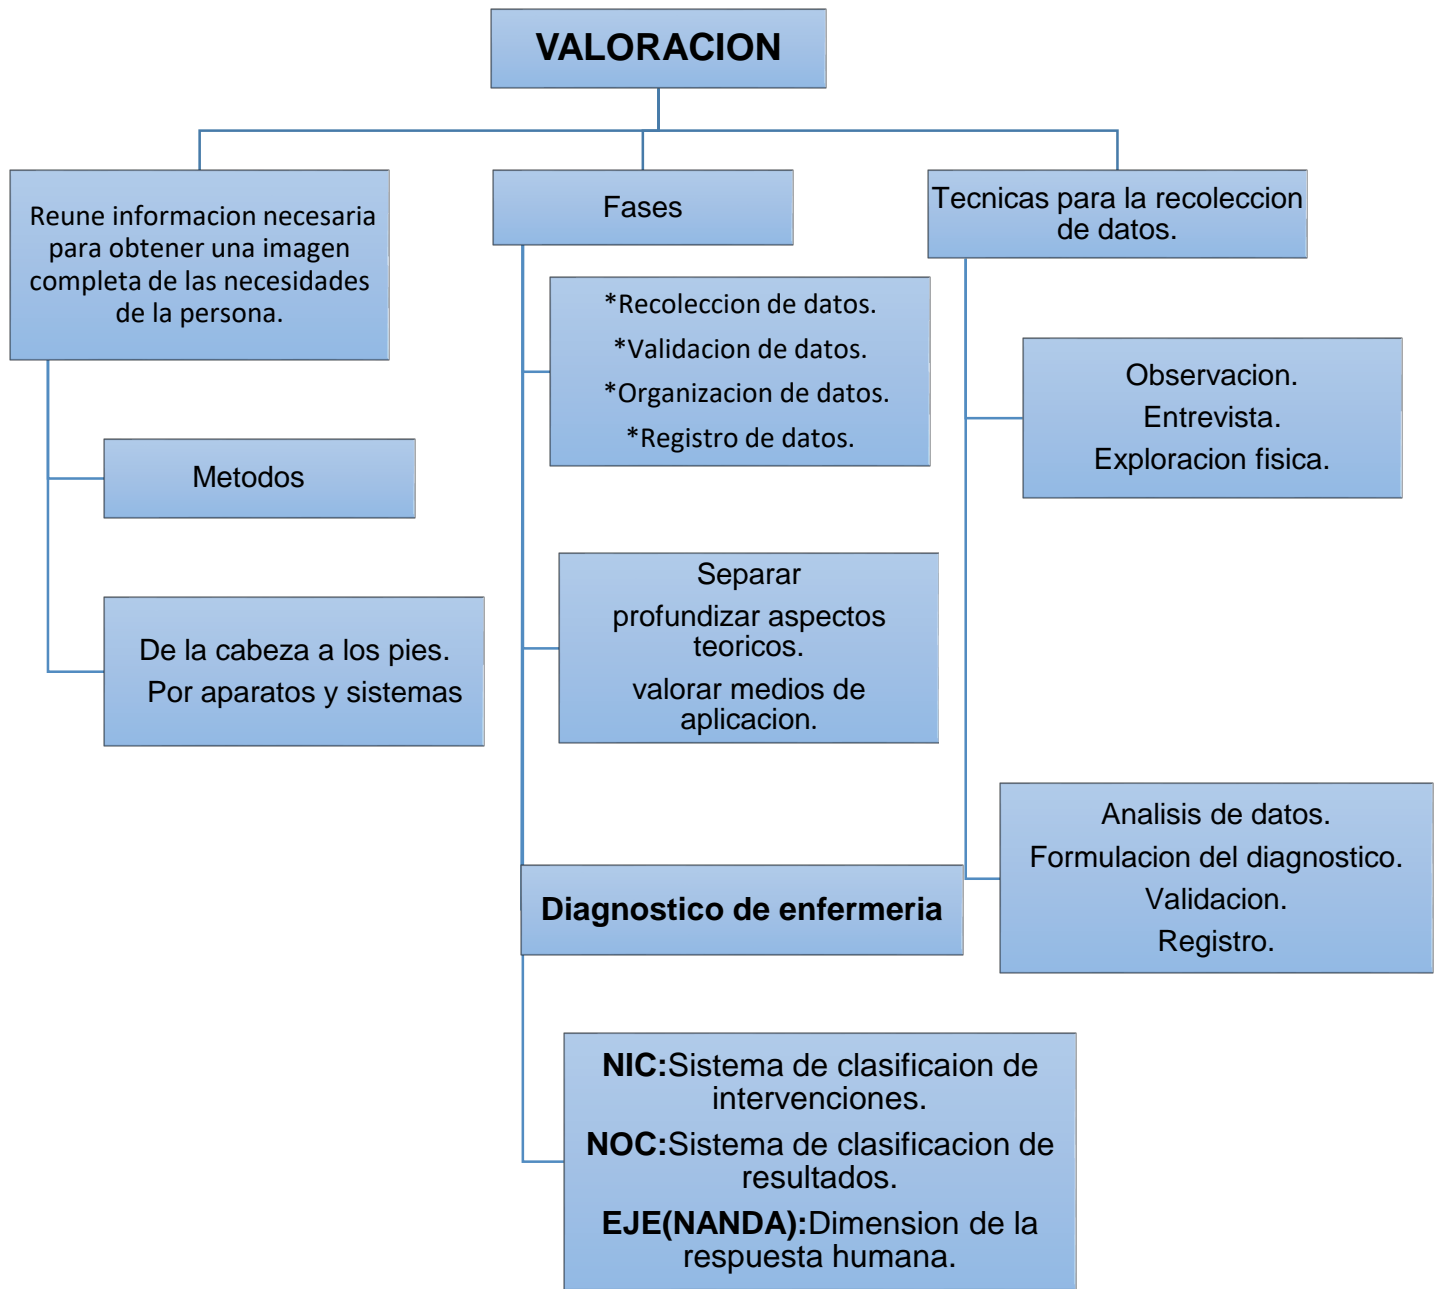 VALORACION
Reune informacion necesaria
para obtener una imagen
completa de las necesidades
de la persona.
Metodos
De la cabeza a los pies.
Por aparatos y sistemas
Fases
*Recoleccion de datos.
*Validacion de datos.
*Organizacion de datos.
*Registro de datos.
Separar
profundizar aspectos
teoricos.
valorar medios de
aplicacion.
Diagnostico de enfermeria
NIC:Sistema de clasificaion de
intervenciones.
NOC:Sistema de clasificacion de
resultados.
EJE(NANDA):Dimension de la
respuesta humana.
Tecnicas para la recoleccion
de datos.
Observacion.
Entrevista.
Exploracion fisica.
Analisis de datos.
Formulacion del diagnostico.
Validacion.
Registro.